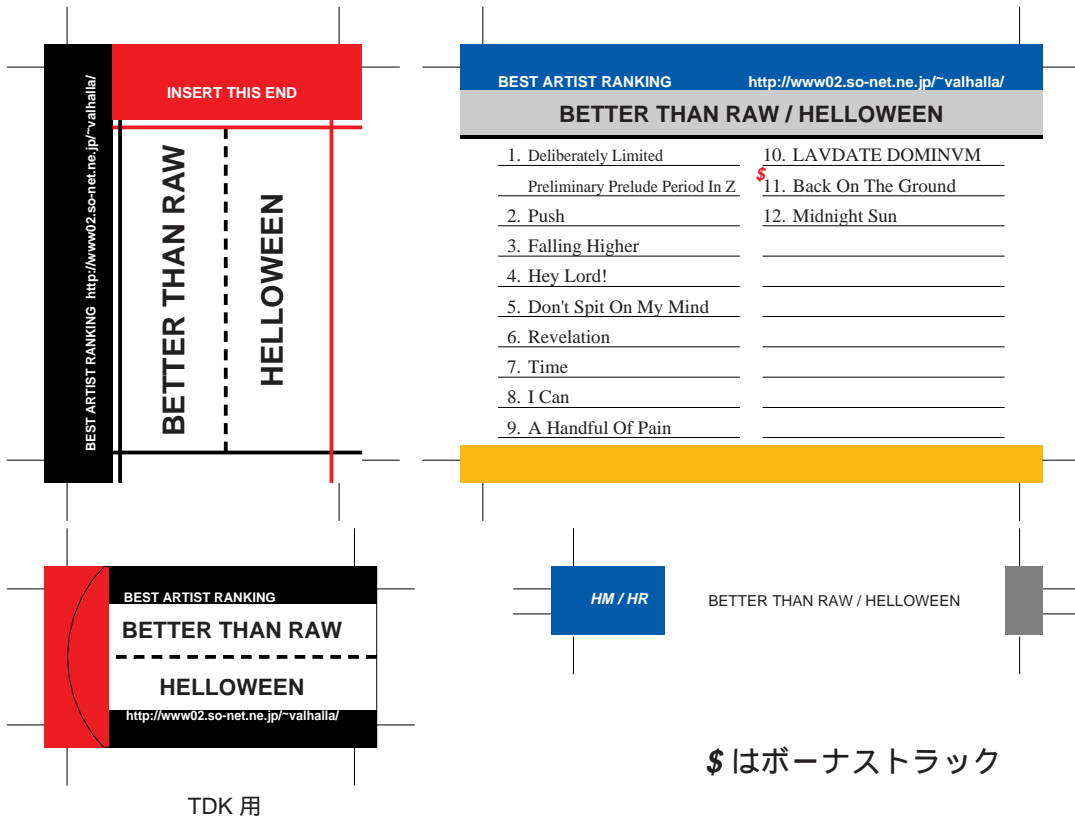 BEST ARTIST RANKING http://www02.so-net.ne.jp/~valhalla/
INSERT THIS END
BETTER THAN RAW
HELLOWEEN
BEST ARTIST RANKING http://www02.so-net.ne.jp/~valhalla/
BETTER THAN RAW / HELLOWEEN
1. Deliberately Limited
Preliminary Prelude Period In Z
2. Push
3. Falling Higher
4. Hey Lord!
5. Don't Spit On My Mind
6. Revelation
7. Time
8. I Can
9. A Handful Of Pain
10. LAVDATE DOMINVM
$ 11. Back On The Ground
12. Midnight Sun
BEST ARTIST RANKING
BETTER THAN RAW
HELLOWEEN
http://www02.so-net.ne.jp/~valhalla/
TDK 用
HM / HR
BETTER THAN RAW / HELLOWEEN
$ はボーナストラック